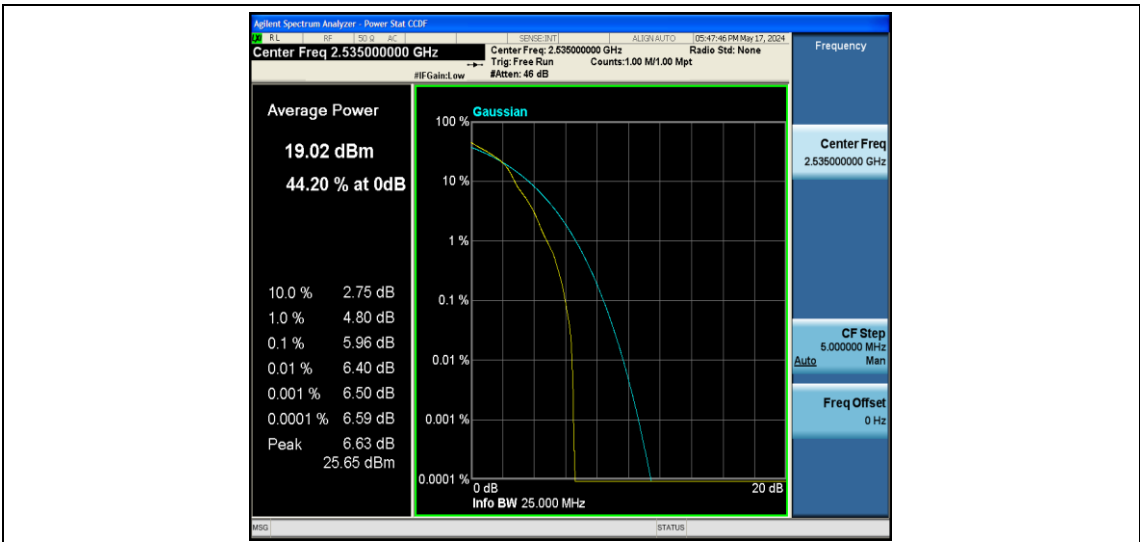 Agilent Spectrum Analyzer - Power Stat CCDF
RL RF 50 Ω AC SENSE:INT ALIGN AUTO 05:47:46 PM May 17, 2024
Center Freq 2.535000000 GHz
Center Freq: 2.535000000 GHz Radio Std: None
Trig: Free Run Counts:1.00 M/1.00 Mpt
#IFGain:Low #Atten: 46 dB
Frequency
Average Power
19.02 dBm
44.20 % at 0dB
10.0 % 2.75 dB
1.0 % 4.80 dB
0.1 % 5.96 dB
0.01 % 6.40 dB
0.001 % 6.50 dB
0.0001 % 6.59 dB
Peak 6.63 dB
25.65 dBm
Gaussian
100 %
10 %
1 %
0.1 %
0.01 %
0.001 %
0.0001 %
0 dB 20 dB
Info BW 25.000 MHz
Center Freq
2.535000000 GHz
CF Step
5.000000 MHz
Auto Man
Freq Offset
0 Hz
MSG STATUS